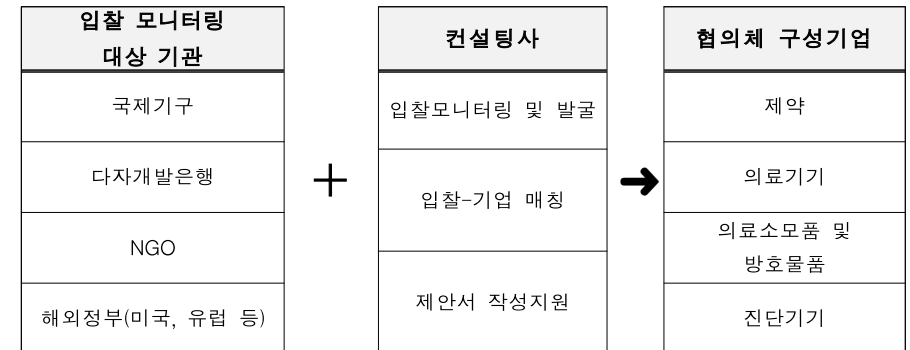 입찰 모니터링
대상 기관
국제기구
다자개발은행
NGO
해외정부(미국, 유럽 등)
+
컨설팅사
입찰모니터링 및 발굴
입찰-기업 매칭
제안서 작성지원
➜
협의체 구성기업
제약
의료기기
의료소모품 및
방호물품
진단기기